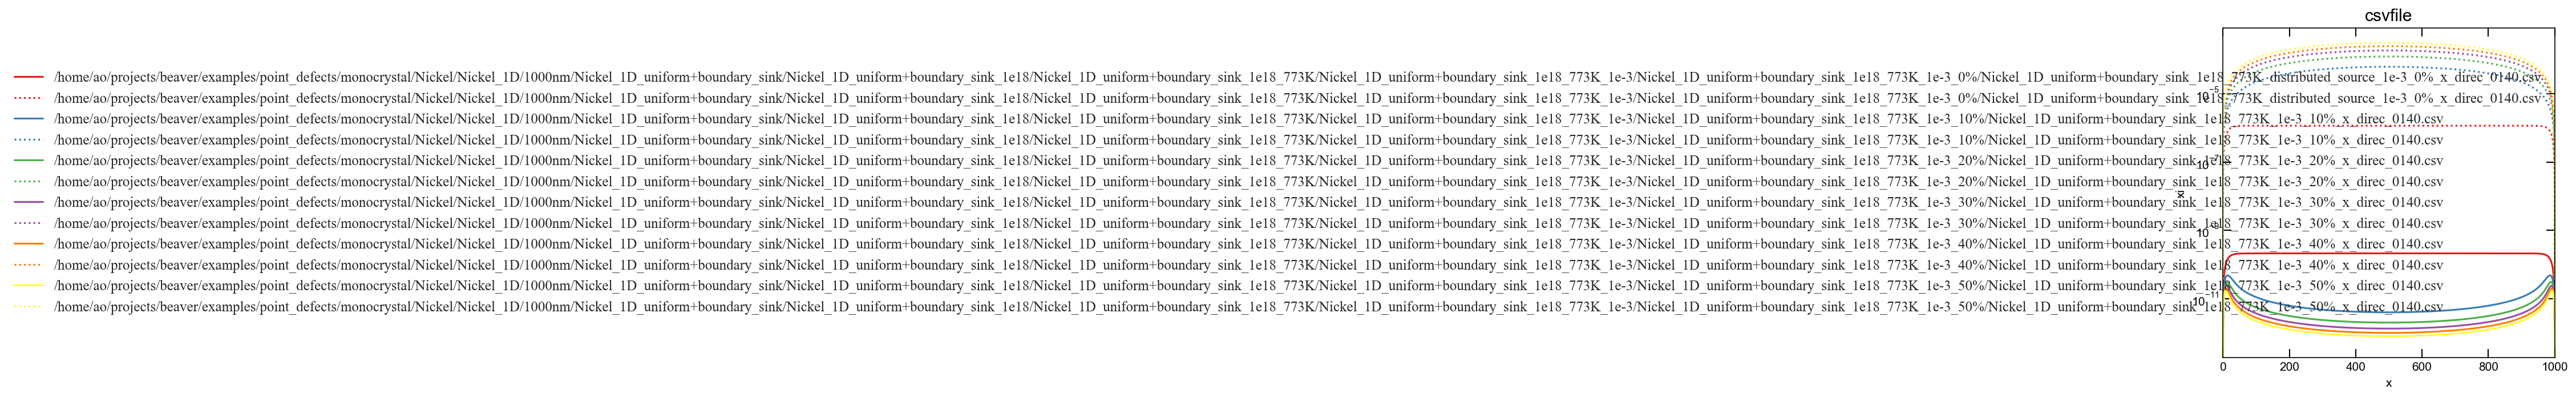 csvfile
/home/ao/projects/beaver/examples/point_defects/monocrystal/Nickel/Nickel_1D/1000nm/Nickel_1D_uniform+boundary_sink/Nickel_1D_uniform+boundary_sink_1e18/Nickel_1D_uniform+boundary_sink_1e18_773K/Nickel_1D_uniform+boundary_sink_1e18_773K_1e-3/Nickel_1D_uniform+boundary_sink_1e18_773K_1e-3_0%/Nickel_1D_uniform+boundary_sink_1e18_773K_distributed_source_1e-3_0%_x_direc_0140.csv
/home/ao/projects/beaver/examples/point_defects/monocrystal/Nickel/Nickel_1D/1000nm/Nickel_1D_uniform+boundary_sink/Nickel_1D_uniform+boundary_sink_1e18/Nickel_1D_uniform+boundary_sink_1e18_773K/Nickel_1D_uniform+boundary_sink_1e18_773K_1e-3/Nickel_1D_uniform+boundary_sink_1e18_773K_1e-3_0%/Nickel_1D_uniform+boundary_sink_1e18_773K_distributed_source_1e-3_0%_x_direc_0140.csv
/home/ao/projects/beaver/examples/point_defects/monocrystal/Nickel/Nickel_1D/1000nm/Nickel_1D_uniform+boundary_sink/Nickel_1D_uniform+boundary_sink_1e18/Nickel_1D_uniform+boundary_sink_1e18_773K/Nickel_1D_uniform+boundary_sink_1e18_773K_1e-3/Nickel_1D_uniform+boundary_sink_1e18_773K_1e-3_10%/Nickel_1D_uniform+boundary_sink_1e18_773K_1e-3_10%_x_direc_0140.csv
/home/ao/projects/beaver/examples/point_defects/monocrystal/Nickel/Nickel_1D/1000nm/Nickel_1D_uniform+boundary_sink/Nickel_1D_uniform+boundary_sink_1e18/Nickel_1D_uniform+boundary_sink_1e18_773K/Nickel_1D_uniform+boundary_sink_1e18_773K_1e-3/Nickel_1D_uniform+boundary_sink_1e18_773K_1e-3_10%/Nickel_1D_uniform+boundary_sink_1e18_773K_1e-3_10%_x_direc_0140.csv
/home/ao/projects/beaver/examples/point_defects/monocrystal/Nickel/Nickel_1D/1000nm/Nickel_1D_uniform+boundary_sink/Nickel_1D_uniform+boundary_sink_1e18/Nickel_1D_uniform+boundary_sink_1e18_773K/Nickel_1D_uniform+boundary_sink_1e18_773K_1e-3/Nickel_1D_uniform+boundary_sink_1e18_773K_1e-3_20%/Nickel_1D_uniform+boundary_sink_1e18_773K_1e-3_20%_x_direc_0140.csv
/home/ao/projects/beaver/examples/point_defects/monocrystal/Nickel/Nickel_1D/1000nm/Nickel_1D_uniform+boundary_sink/Nickel_1D_uniform+boundary_sink_1e18/Nickel_1D_uniform+boundary_sink_1e18_773K/Nickel_1D_uniform+boundary_sink_1e18_773K_1e-3/Nickel_1D_uniform+boundary_sink_1e18_773K_1e-3_20%/Nickel_1D_uniform+boundary_sink_1e18_773K_1e-3_20%_x_direc_0140.csv
/home/ao/projects/beaver/examples/point_defects/monocrystal/Nickel/Nickel_1D/1000nm/Nickel_1D_uniform+boundary_sink/Nickel_1D_uniform+boundary_sink_1e18/Nickel_1D_uniform+boundary_sink_1e18_773K/Nickel_1D_uniform+boundary_sink_1e18_773K_1e-3/Nickel_1D_uniform+boundary_sink_1e18_773K_1e-3_30%/Nickel_1D_uniform+boundary_sink_1e18_773K_1e-3_30%_x_direc_0140.csv
/home/ao/projects/beaver/examples/point_defects/monocrystal/Nickel/Nickel_1D/1000nm/Nickel_1D_uniform+boundary_sink/Nickel_1D_uniform+boundary_sink_1e18/Nickel_1D_uniform+boundary_sink_1e18_773K/Nickel_1D_uniform+boundary_sink_1e18_773K_1e-3/Nickel_1D_uniform+boundary_sink_1e18_773K_1e-3_30%/Nickel_1D_uniform+boundary_sink_1e18_773K_1e-3_30%_x_direc_0140.csv
/home/ao/projects/beaver/examples/point_defects/monocrystal/Nickel/Nickel_1D/1000nm/Nickel_1D_uniform+boundary_sink/Nickel_1D_uniform+boundary_sink_1e18/Nickel_1D_uniform+boundary_sink_1e18_773K/Nickel_1D_uniform+boundary_sink_1e18_773K_1e-3/Nickel_1D_uniform+boundary_sink_1e18_773K_1e-3_40%/Nickel_1D_uniform+boundary_sink_1e18_773K_1e-3_40%_x_direc_0140.csv
/home/ao/projects/beaver/examples/point_defects/monocrystal/Nickel/Nickel_1D/1000nm/Nickel_1D_uniform+boundary_sink/Nickel_1D_uniform+boundary_sink_1e18/Nickel_1D_uniform+boundary_sink_1e18_773K/Nickel_1D_uniform+boundary_sink_1e18_773K_1e-3/Nickel_1D_uniform+boundary_sink_1e18_773K_1e-3_40%/Nickel_1D_uniform+boundary_sink_1e18_773K_1e-3_40%_x_direc_0140.csv
/home/ao/projects/beaver/examples/point_defects/monocrystal/Nickel/Nickel_1D/1000nm/Nickel_1D_uniform+boundary_sink/Nickel_1D_uniform+boundary_sink_1e18/Nickel_1D_uniform+boundary_sink_1e18_773K/Nickel_1D_uniform+boundary_sink_1e18_773K_1e-3/Nickel_1D_uniform+boundary_sink_1e18_773K_1e-3_50%/Nickel_1D_uniform+boundary_sink_1e18_773K_1e-3_50%_x_direc_0140.csv
/home/ao/projects/beaver/examples/point_defects/monocrystal/Nickel/Nickel_1D/1000nm/Nickel_1D_uniform+boundary_sink/Nickel_1D_uniform+boundary_sink_1e18/Nickel_1D_uniform+boundary_sink_1e18_773K/Nickel_1D_uniform+boundary_sink_1e18_773K_1e-3/Nickel_1D_uniform+boundary_sink_1e18_773K_1e-3_50%/Nickel_1D_uniform+boundary_sink_1e18_773K_1e-3_50%_x_direc_0140.csv
0 200 400 600 800 1000
x